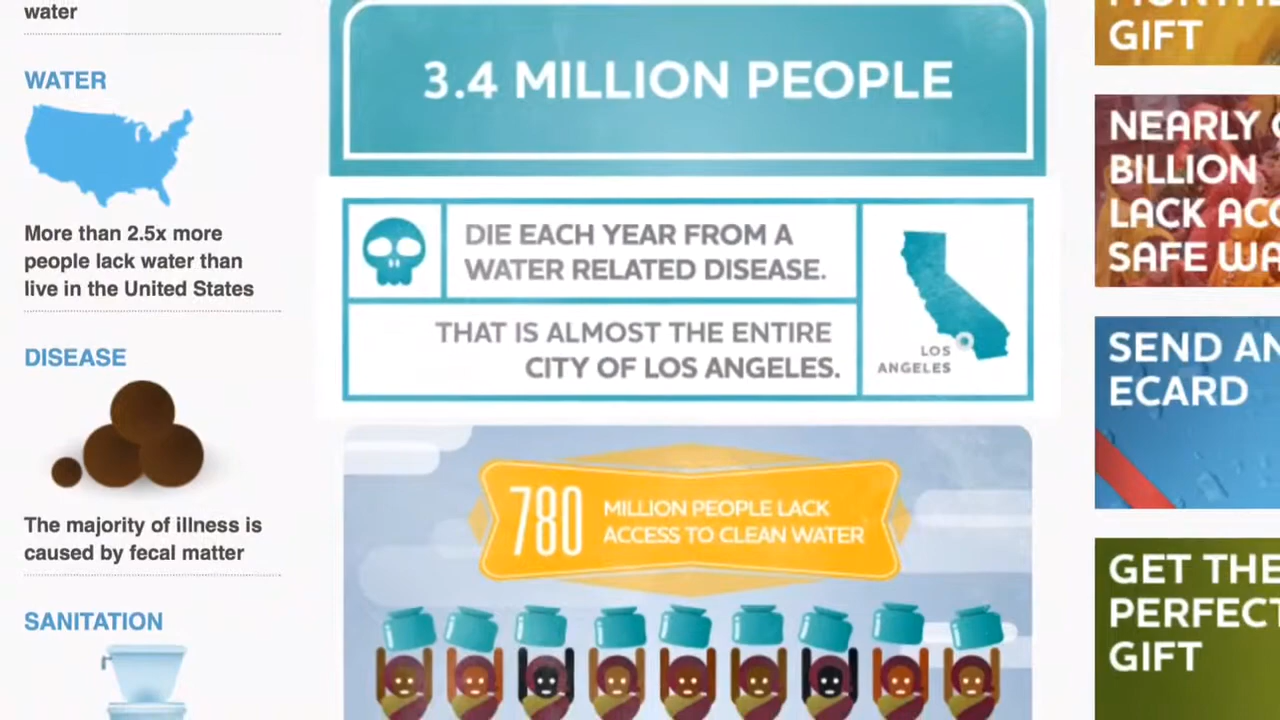 water
WATER
More than 2.5x more
people lack water than
live in the United States
DISEASE
The majority of illness is
caused by fecal matter
SANITATION
3.4 MILLION PEOPLE
DIE EACH YEAR FROM A
WATER RELATED DISEASE.
THAT IS ALMOST THE ENTIRE
CITY OF LOS ANGELES.
LOS
ANGELES
780 MILLION PEOPLE LACK
ACCESS TO CLEAN WATER
GIFT
NEARLY
BILLION
LACK
SEND AN
ECARD
GET THE
PERFECT
GIFT